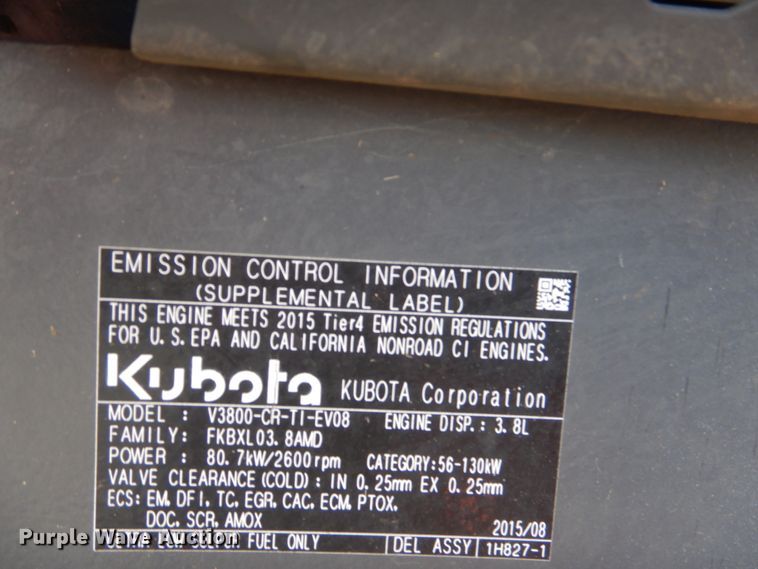 EMISSION CONTROL INFORMATION
(SUPPLEMENTAL LABEL)
THIS ENGINE MEETS 2015 Tier4 EMISSION REGULATIONS
FOR U.S.EPA AND CALIFORNIA NONROAD CI ENGINES.
Kubota KUBOTA Corporation
MODEL : V3800-CR-TI-EV08 ENGINE DISP.: 3.8L
FAMILY: FKBXL03.8AMD
POWER : 80.7kW/2600rpm CATEGORY:56-130kW
VALVE CLEARANCE(COLD): IN 0.25mm EX 0.25mm
ECS: EM, DFI, TC, EGR, CAC, ECM, PTOX,
DOC, SCR, AMOX 2015/08
FUEL ONLY DEL ASSY 1H827-1
Purple Wave Auction